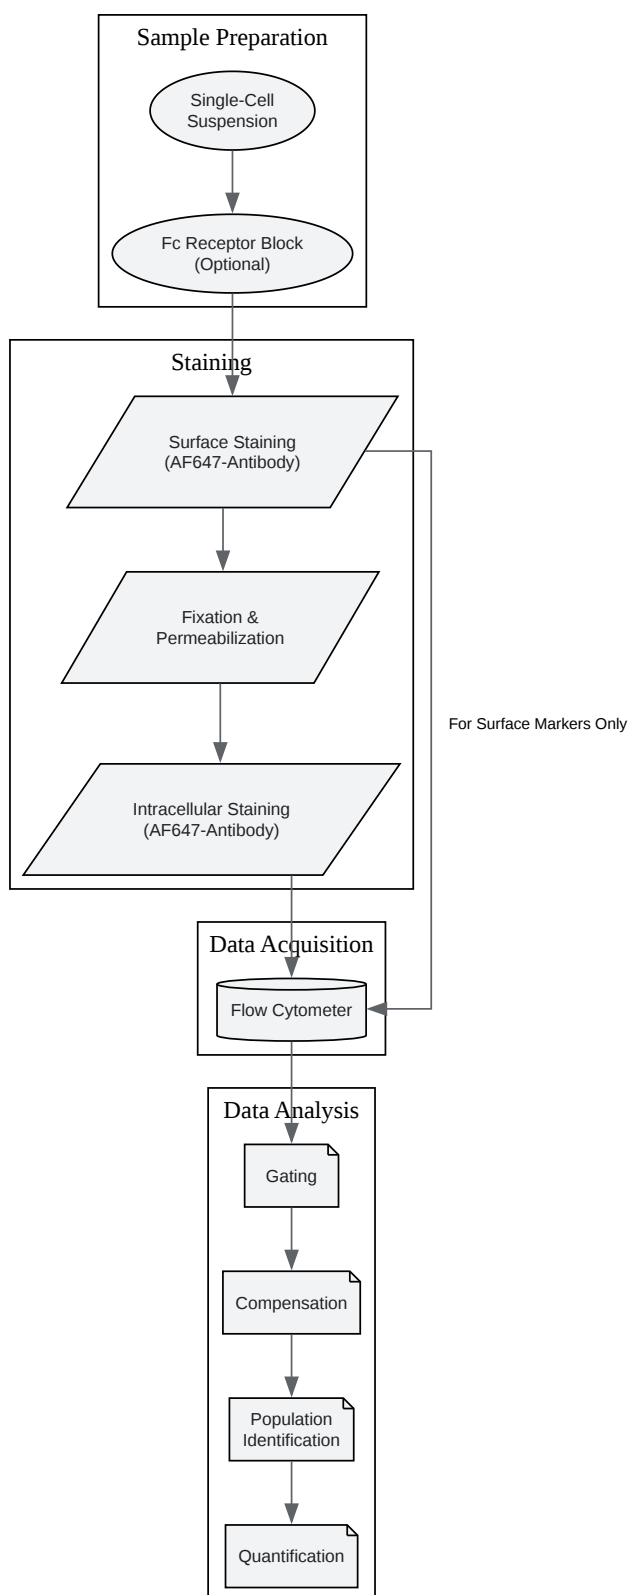 Sample Preparation
Single-Cell
Suspension
Fc Receptor Block
(Optional)
Staining
Surface Staining
(AF647-Antibody)
Fixation &
Permeabilization
For Surface Markers Only
Intracellular Staining
(AF647-Antibody)
Data Acquisition
Flow Cytometer
Data Analysis
Gating
Compensation
Population
Identification
Quantification